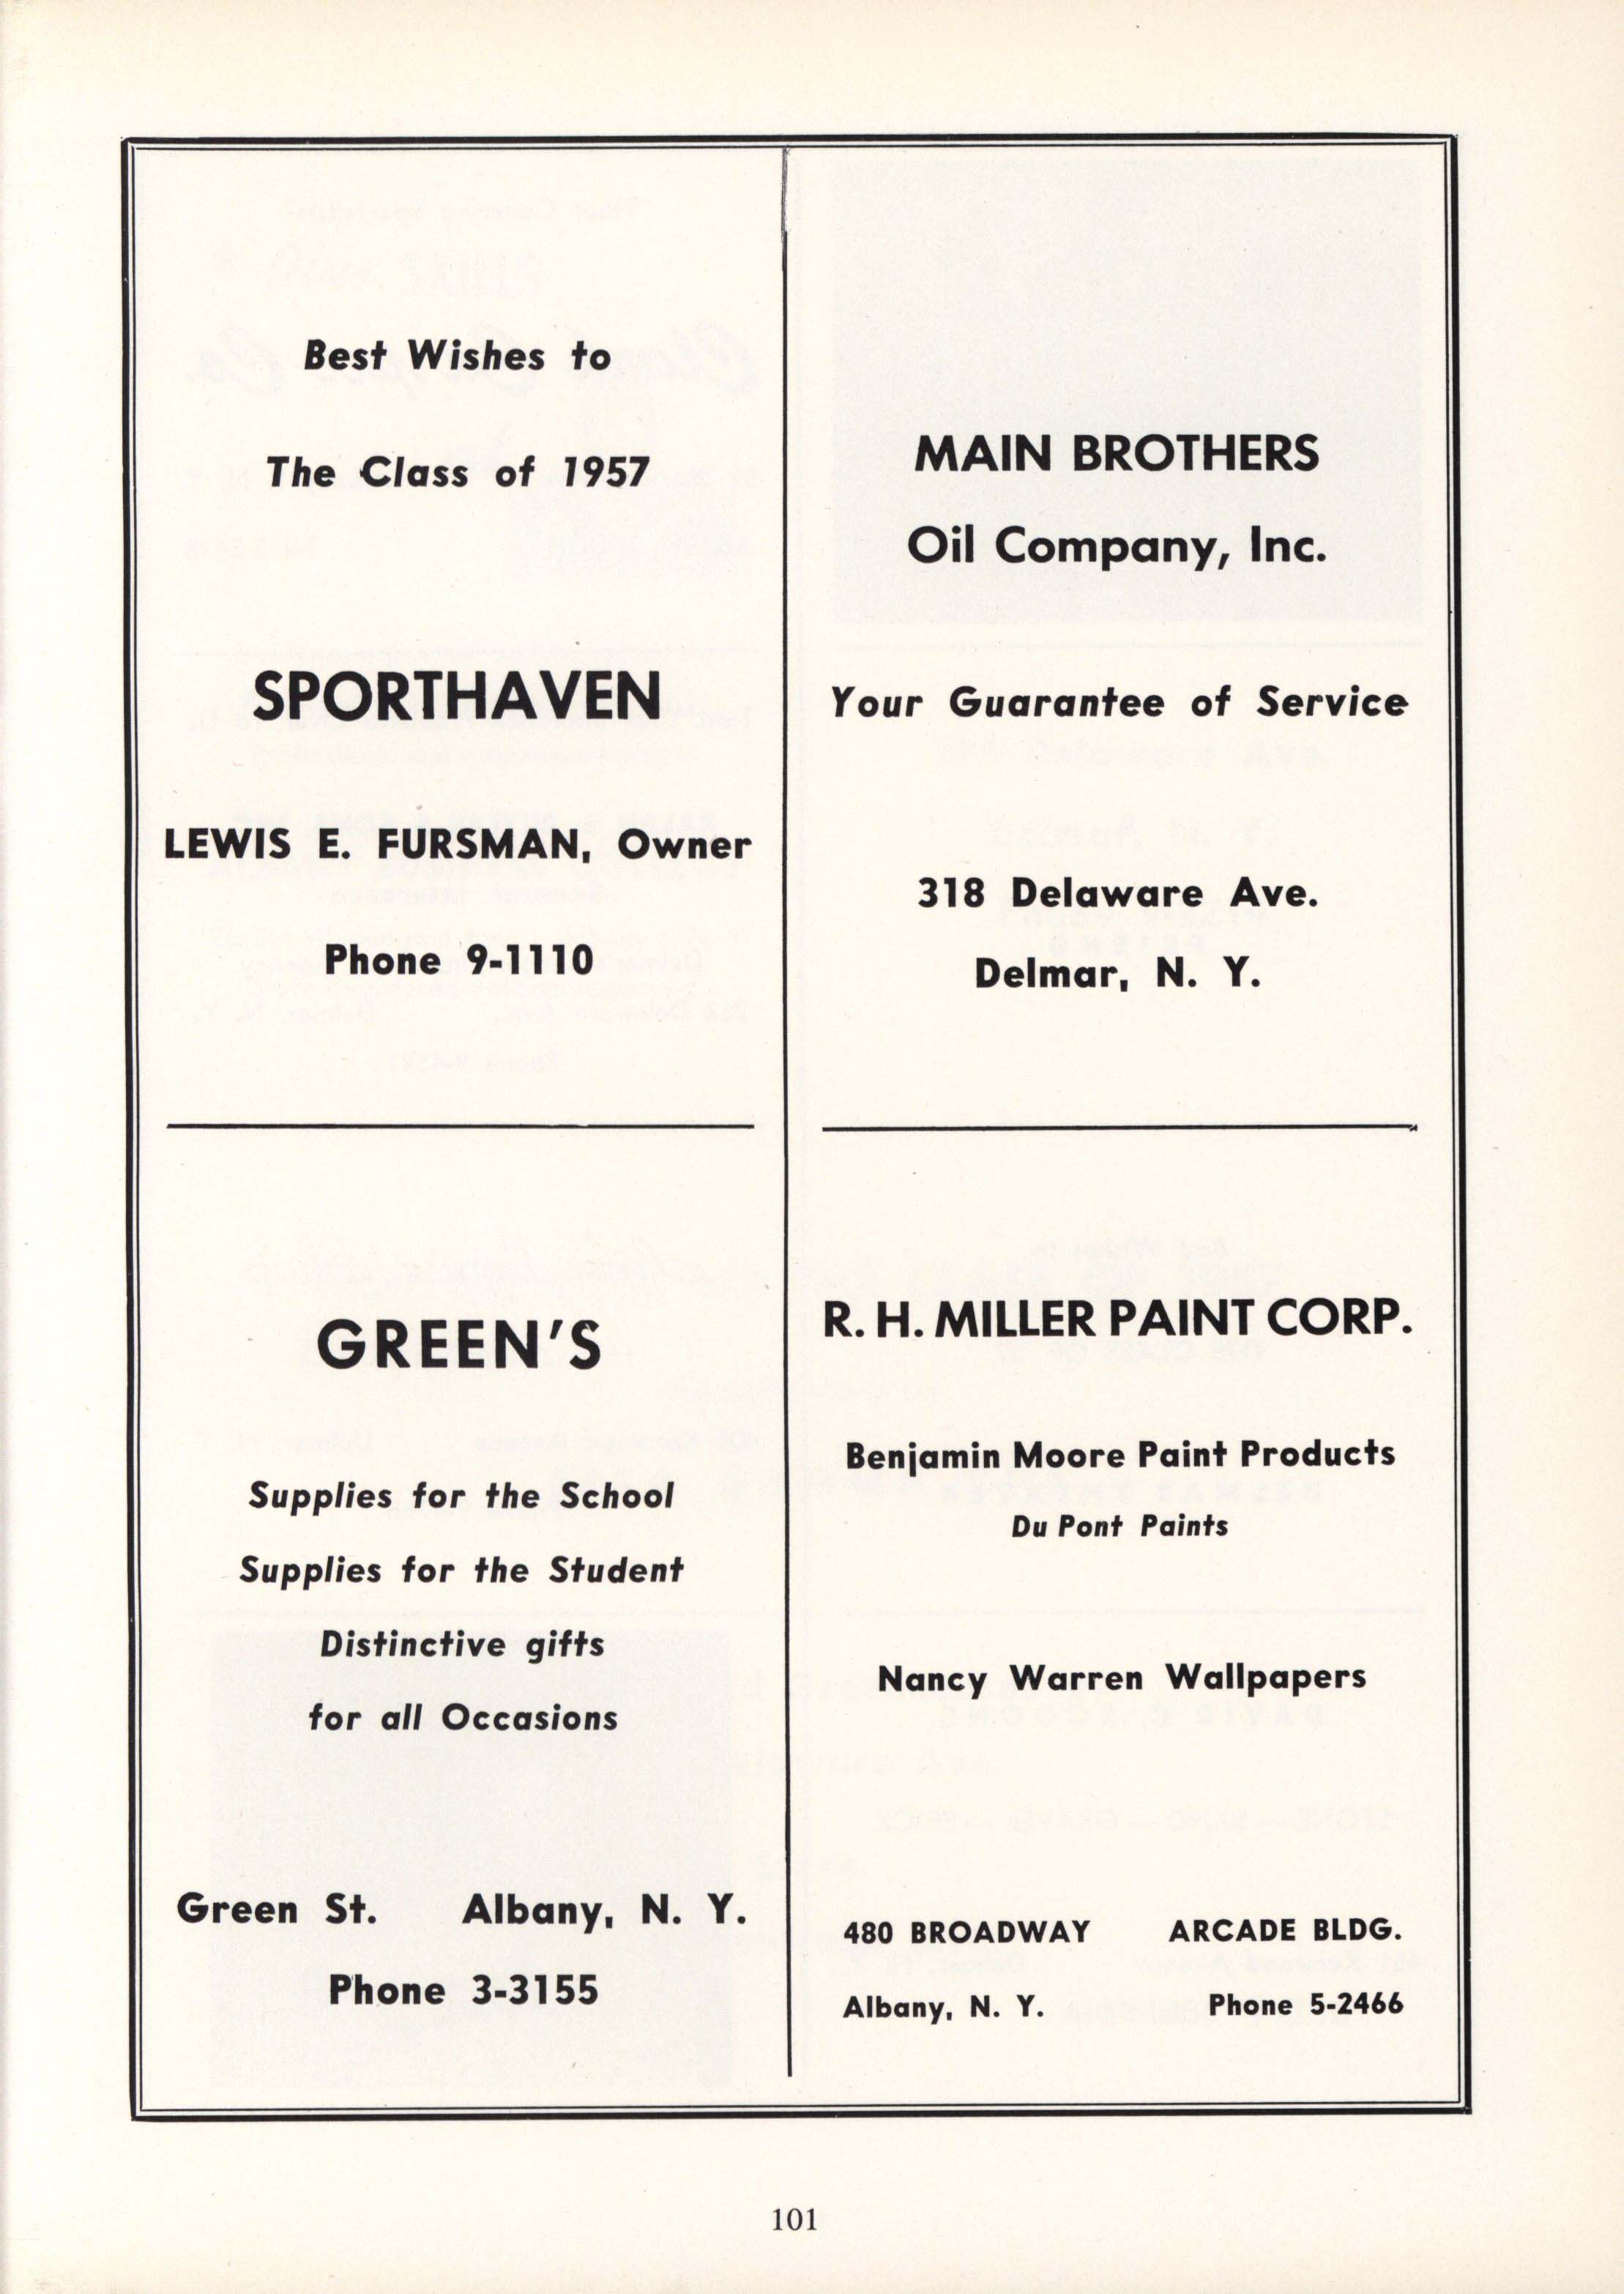 Best Wishes to
The Class of 1957
SPORTHAVEN
LEWIS E. FURSMAN, Owner
Phone 9-1110
MAIN BROTHERS
Oil Company, Inc.
Your Guarantee of Service
318 Delaware Ave.
Delmar, N. Y.
GREEN'S
Supplies for the School
Supplies for the Student
Distinctive gifts
for all Occasions
Green St. Albany, N. Y.
Phone 3-3155
R. H. MILLER PAINT CORP.
Benjamin Moore Paint Products
Du Pont Paints
Nancy Warren Wallpapers
480 BROADWAY ARCADE BLDG.
Albany, N. Y. Phone 5-2466
101